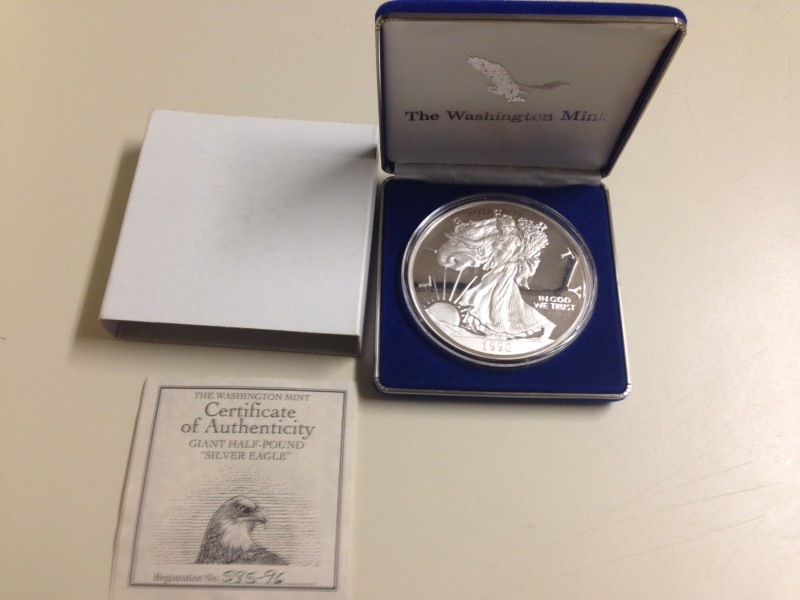 The Washington Mint
L I B E R T Y
IN GOD
WE TRUST
THE WASHINGTON MINT
Certificate
of Authenticity
GIANT HALF-POUND
"SILVER EAGLE"
Registration No. 585-96